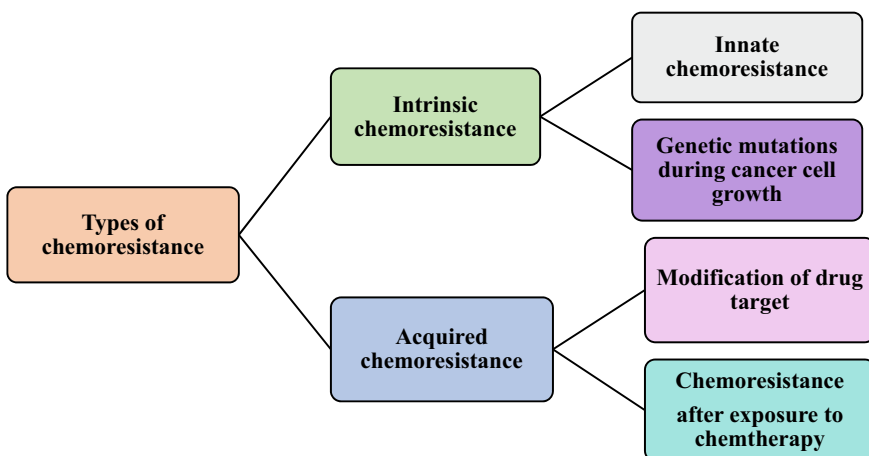 Types of
chemoresistance
Intrinsic
chemoresistance
Innate
chemoresistance
Genetic mutations
during cancer cell
growth
Acquired
chemoresistance
Modification of drug
target
Chemoresistance
after exposure to
chemtherapy